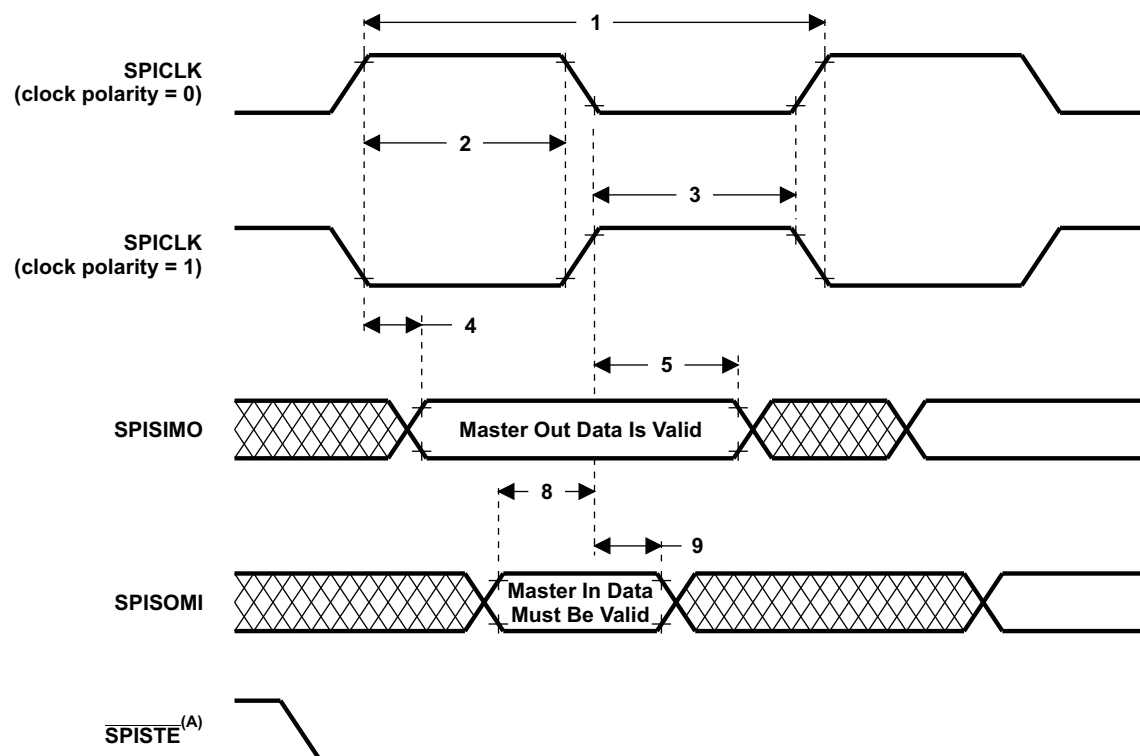 1
SPICLK
(clock polarity = 0)
2
3
SPICLK
(clock polarity = 1)
4
5
SPISIMO
Master Out Data Is Valid
8
9
SPISOMI
Master In Data
Must Be Valid
SPISTE(A)